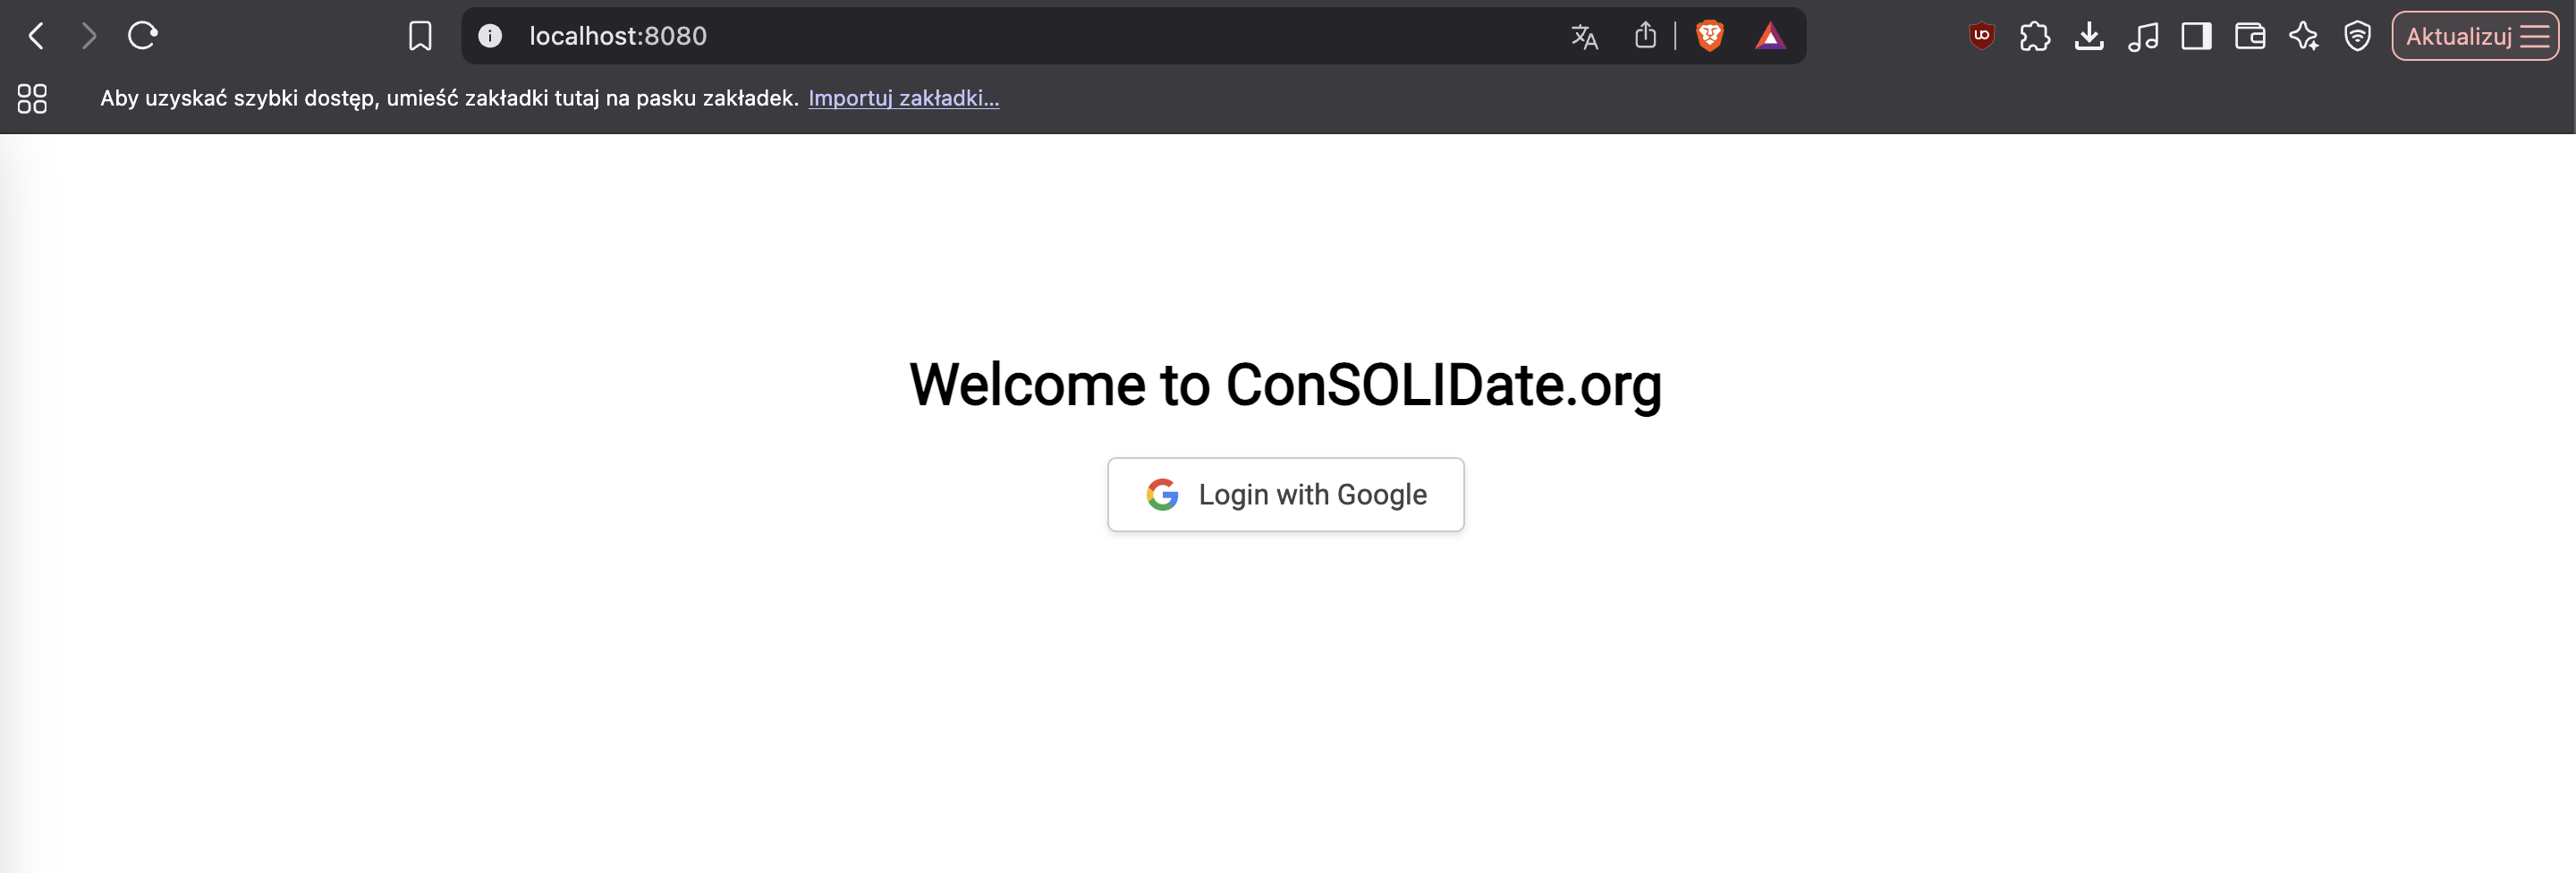 localhost:8080
Aktualizuj
Aby uzyskać szybki dostęp, umieść zakładki tutaj na pasku zakładek. Importuj zakładki...
Welcome to ConSOLIDate.org
Login with Google